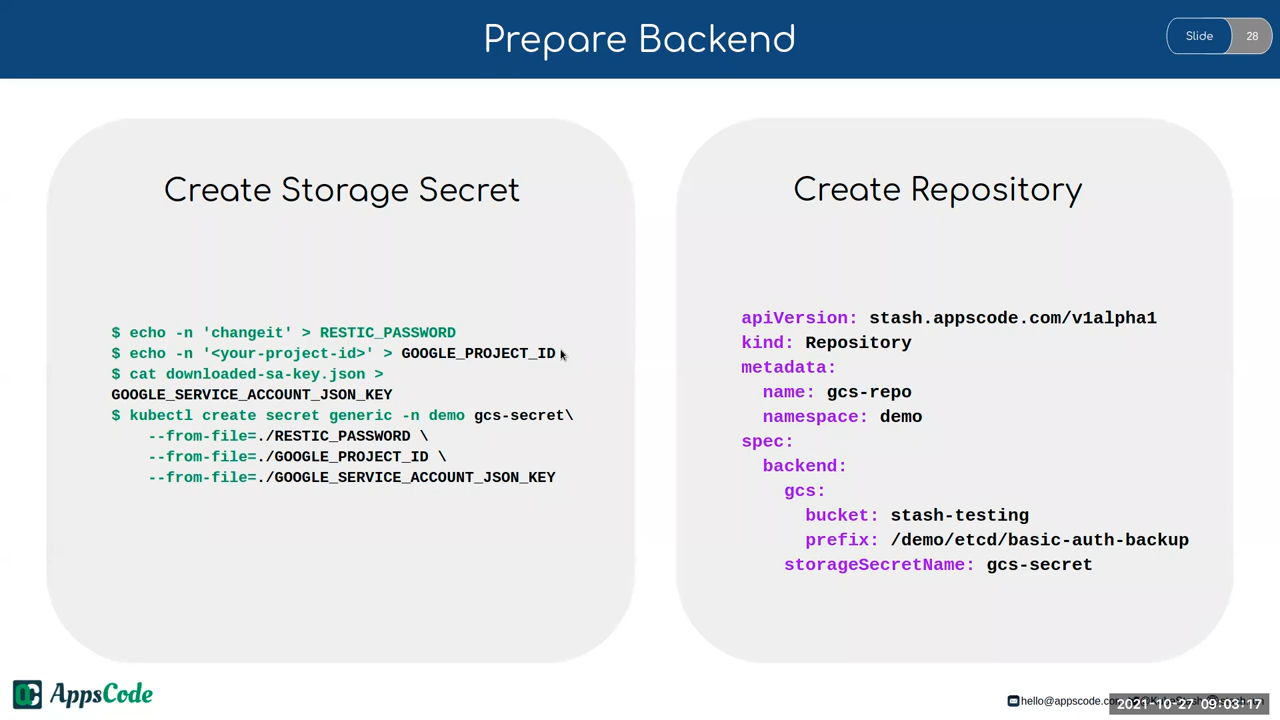 Prepare Backend
Slide 28
Create Storage Secret
$ echo -n 'changeit' > RESTIC_PASSWORD
$ echo -n '<your-project-id>' > GOOGLE_PROJECT_ID
$ cat downloaded-sa-key.json >
GOOGLE_SERVICE_ACCOUNT_JSON_KEY
$ kubectl create secret generic -n demo gcs-secret\
--from-file=./RESTIC_PASSWORD \
--from-file=./GOOGLE_PROJECT_ID \
--from-file=./GOOGLE_SERVICE_ACCOUNT_JSON_KEY
Create Repository
apiVersion: stash.appscode.com/v1alpha1
kind: Repository
metadata:
name: gcs-repo
namespace: demo
spec:
backend:
gcs:
bucket: stash-testing
prefix: /demo/etcd/basic-auth-backup
storageSecretName: gcs-secret
AppsCode
hello@appscode.com
2021-10-27 09:03:17